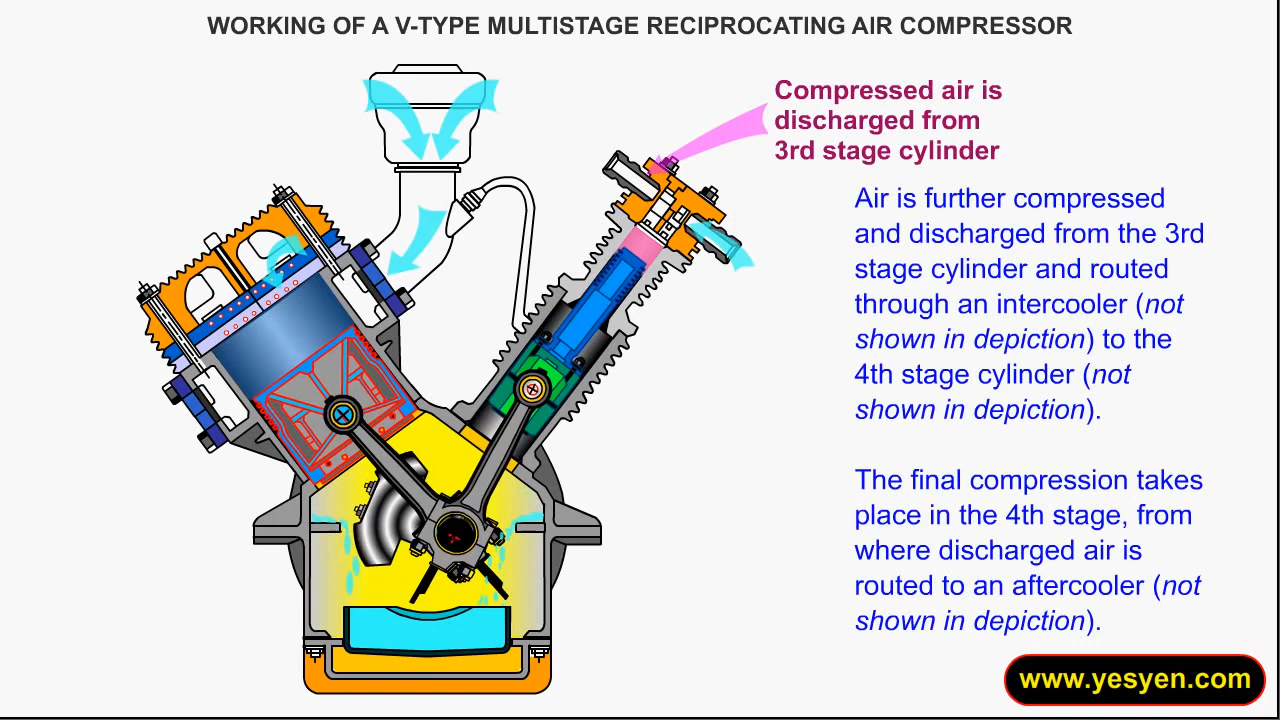 WORKING OF A V-TYPE MULTISTAGE RECIPROCATING AIR COMPRESSOR
Compressed air is
discharged from
3rd stage cylinder
Air is further compressed
and discharged from the 3rd
stage cylinder and routed
through an intercooler (not
shown in depiction) to the
4th stage cylinder (not
shown in depiction).
The final compression takes
place in the 4th stage, from
where discharged air is
routed to an aftercooler (not
shown in depiction).
www.yesyen.com